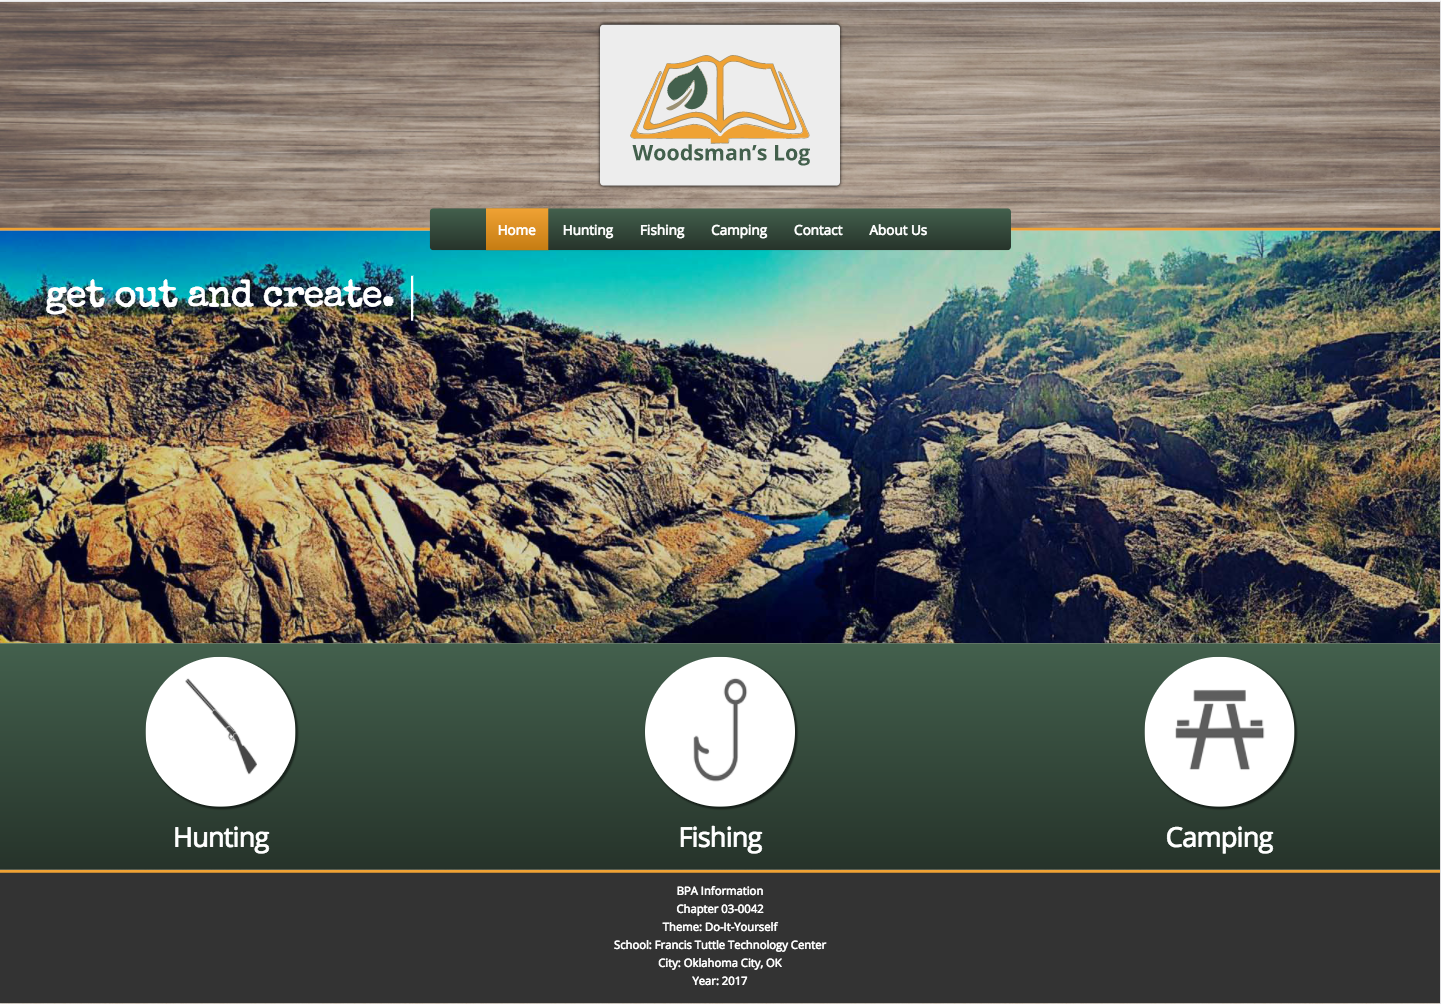 Woodsman's Log
Home Hunting Fishing Camping Contact About Us
get out and create.
Hunting Fishing Camping
BPA Information
Chapter 03-0042
Theme: Do-It-Yourself
School: Francis Tuttle Technology Center
City: Oklahoma City, OK
Year: 2017